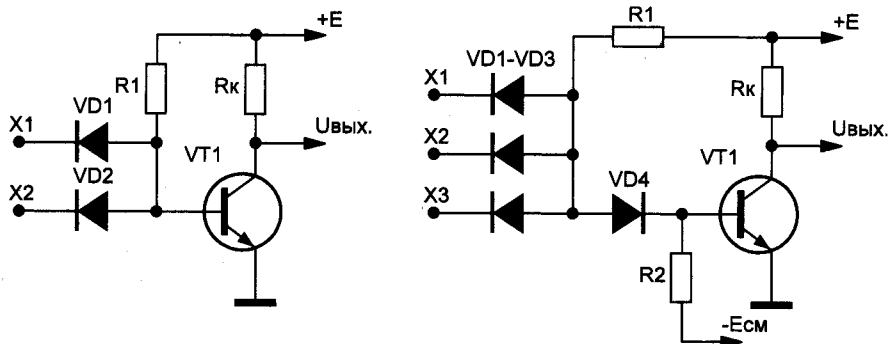 +E
R1
Rк
VD1
X1
Uвых.
VT1
VD2
X2
R1
+E
VD1-VD3
X1
Rк
X2
Uвых.
VT1
X3
VD4
R2
-Eсм